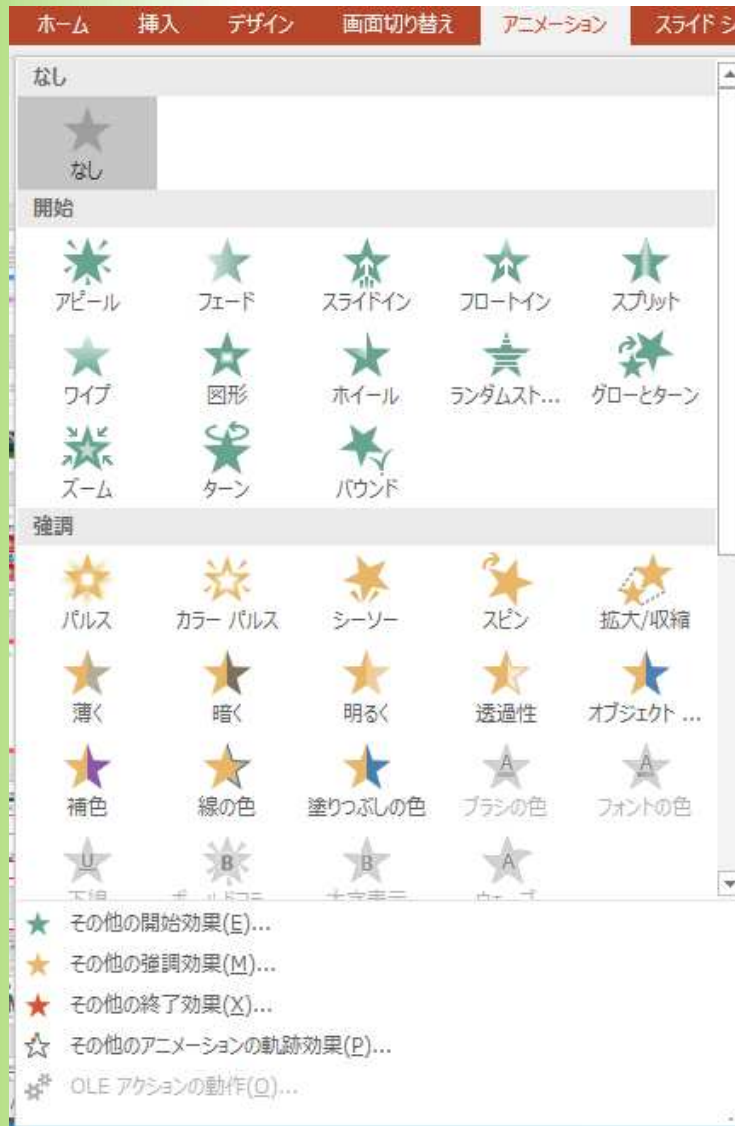 ホーム 挿入 デザイン 画面切り替え アニメーション スライド シ
なし
なし
開始
アピール フェード スライドイン フロートイン スプリット
ワイプ 図形 ホイール ランダムスト... グローとターン
ズーム ターン バウンド
強調
パルス カラー パルス シーソー スピン 拡大/収縮
薄く 暗く 明るく 透過性 オブジェクト ...
補色 線の色 塗りつぶしの色 ブラシの色 フォントの色
その他の開始効果(E)...
その他の強調効果(M)...
その他の終了効果(X)...
その他のアニメーションの軌跡効果(P)...
OLE アクションの動作(O)...